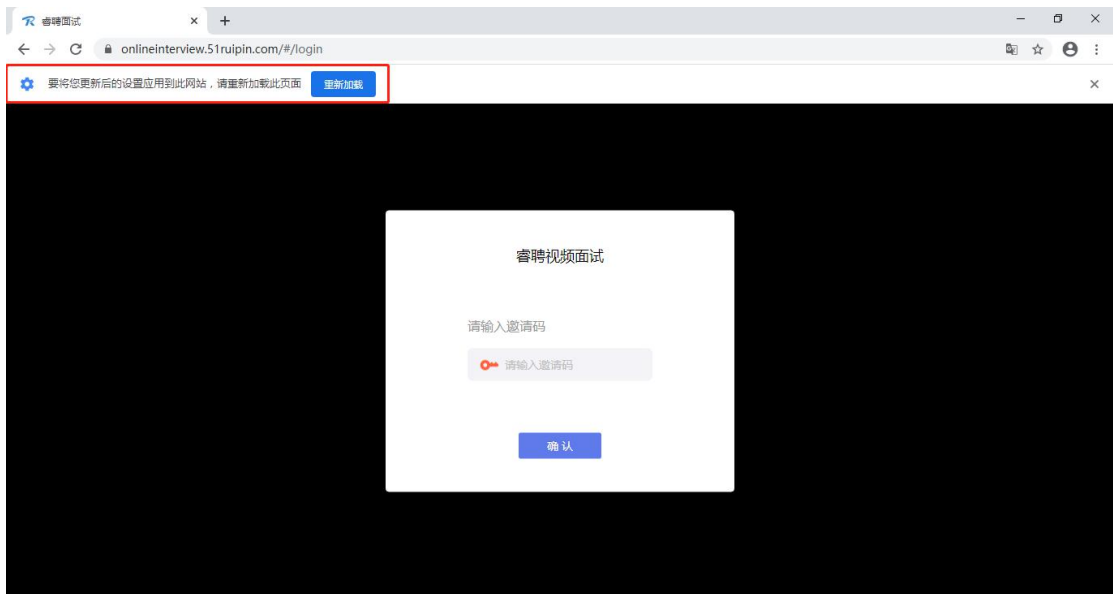 睿聘面试
onlineinterview.51ruipin.com/#/login
要将您更新后的设置应用到此网站，请重新加载此页面 重新加载
睿聘视频面试
请输入邀请码
请输入邀请码
确 认